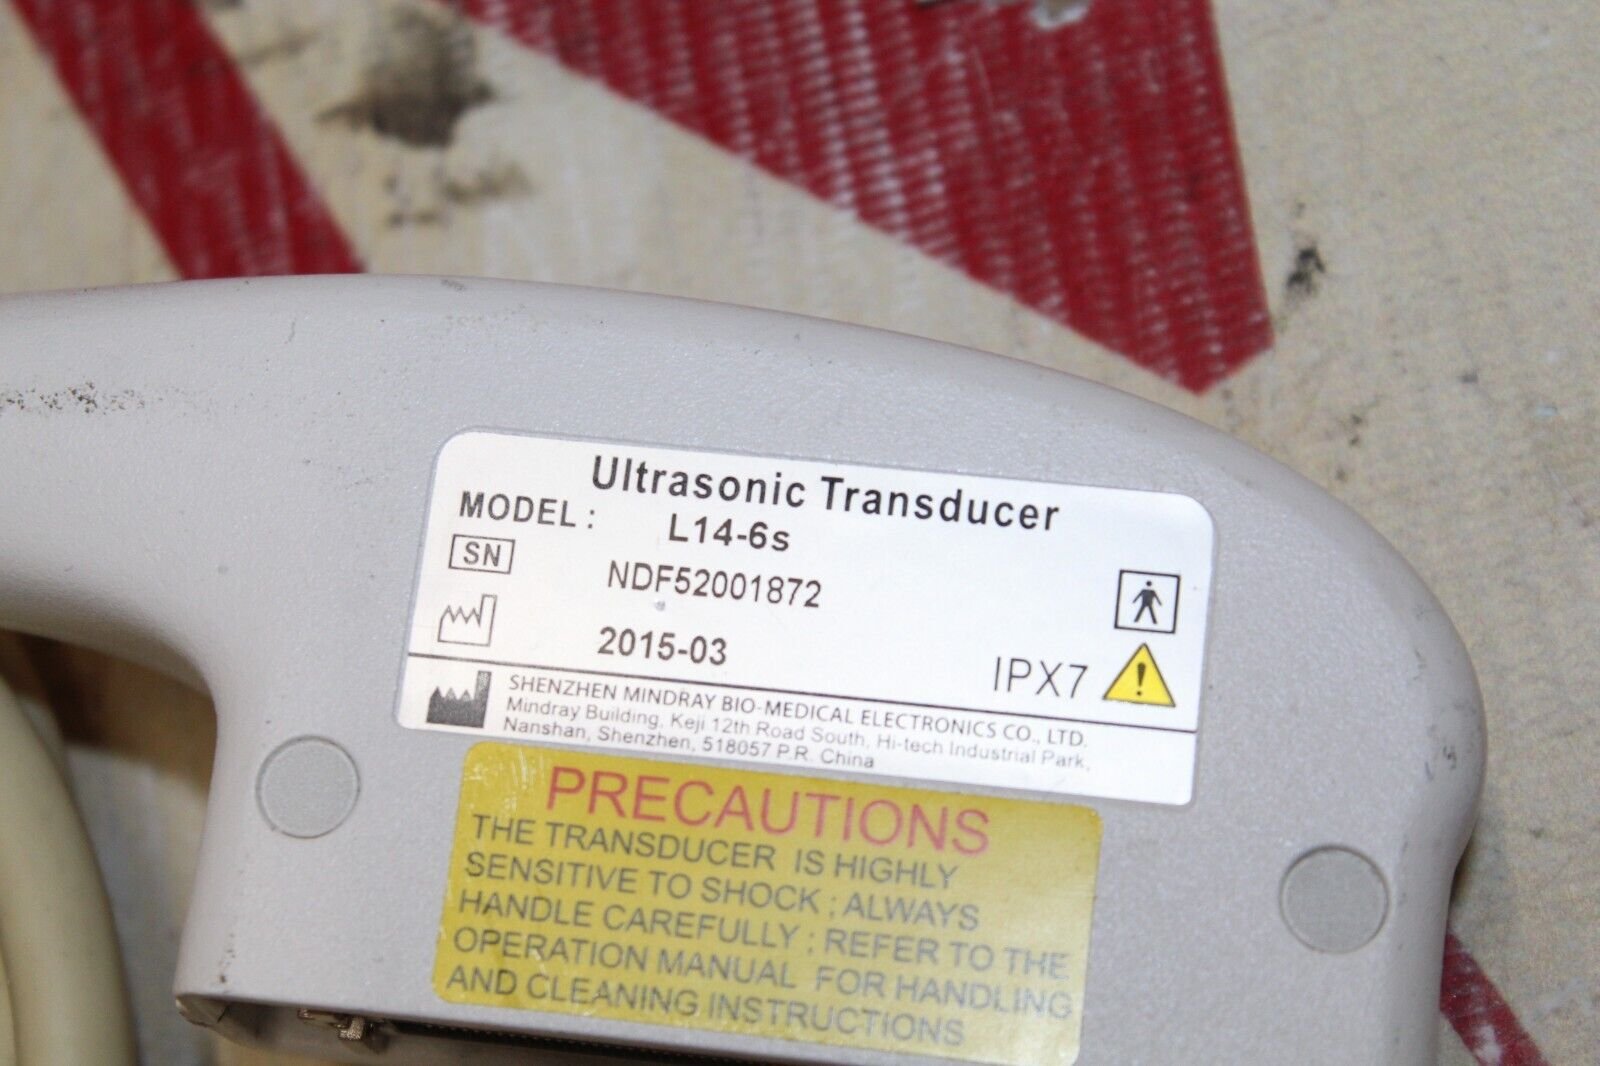 Ultrasonic Transducer
MODEL: L14-6s
SN NDF52001872
2015-03
IPX7
SHENZHEN MINDRAY BIO-MEDICAL ELECTRONICS CO., LTD.
Mindray Building, Keji 12th Road South, Hi-tech Industrial Park,
Nanshan, Shenzhen, 518057 P.R. China
PRECAUTIONS
THE TRANSDUCER IS HIGHLY
SENSITIVE TO SHOCK; ALWAYS
HANDLE CAREFULLY; REFER TO THE
OPERATION MANUAL FOR HANDLING
AND CLEANING INSTRUCTIONS